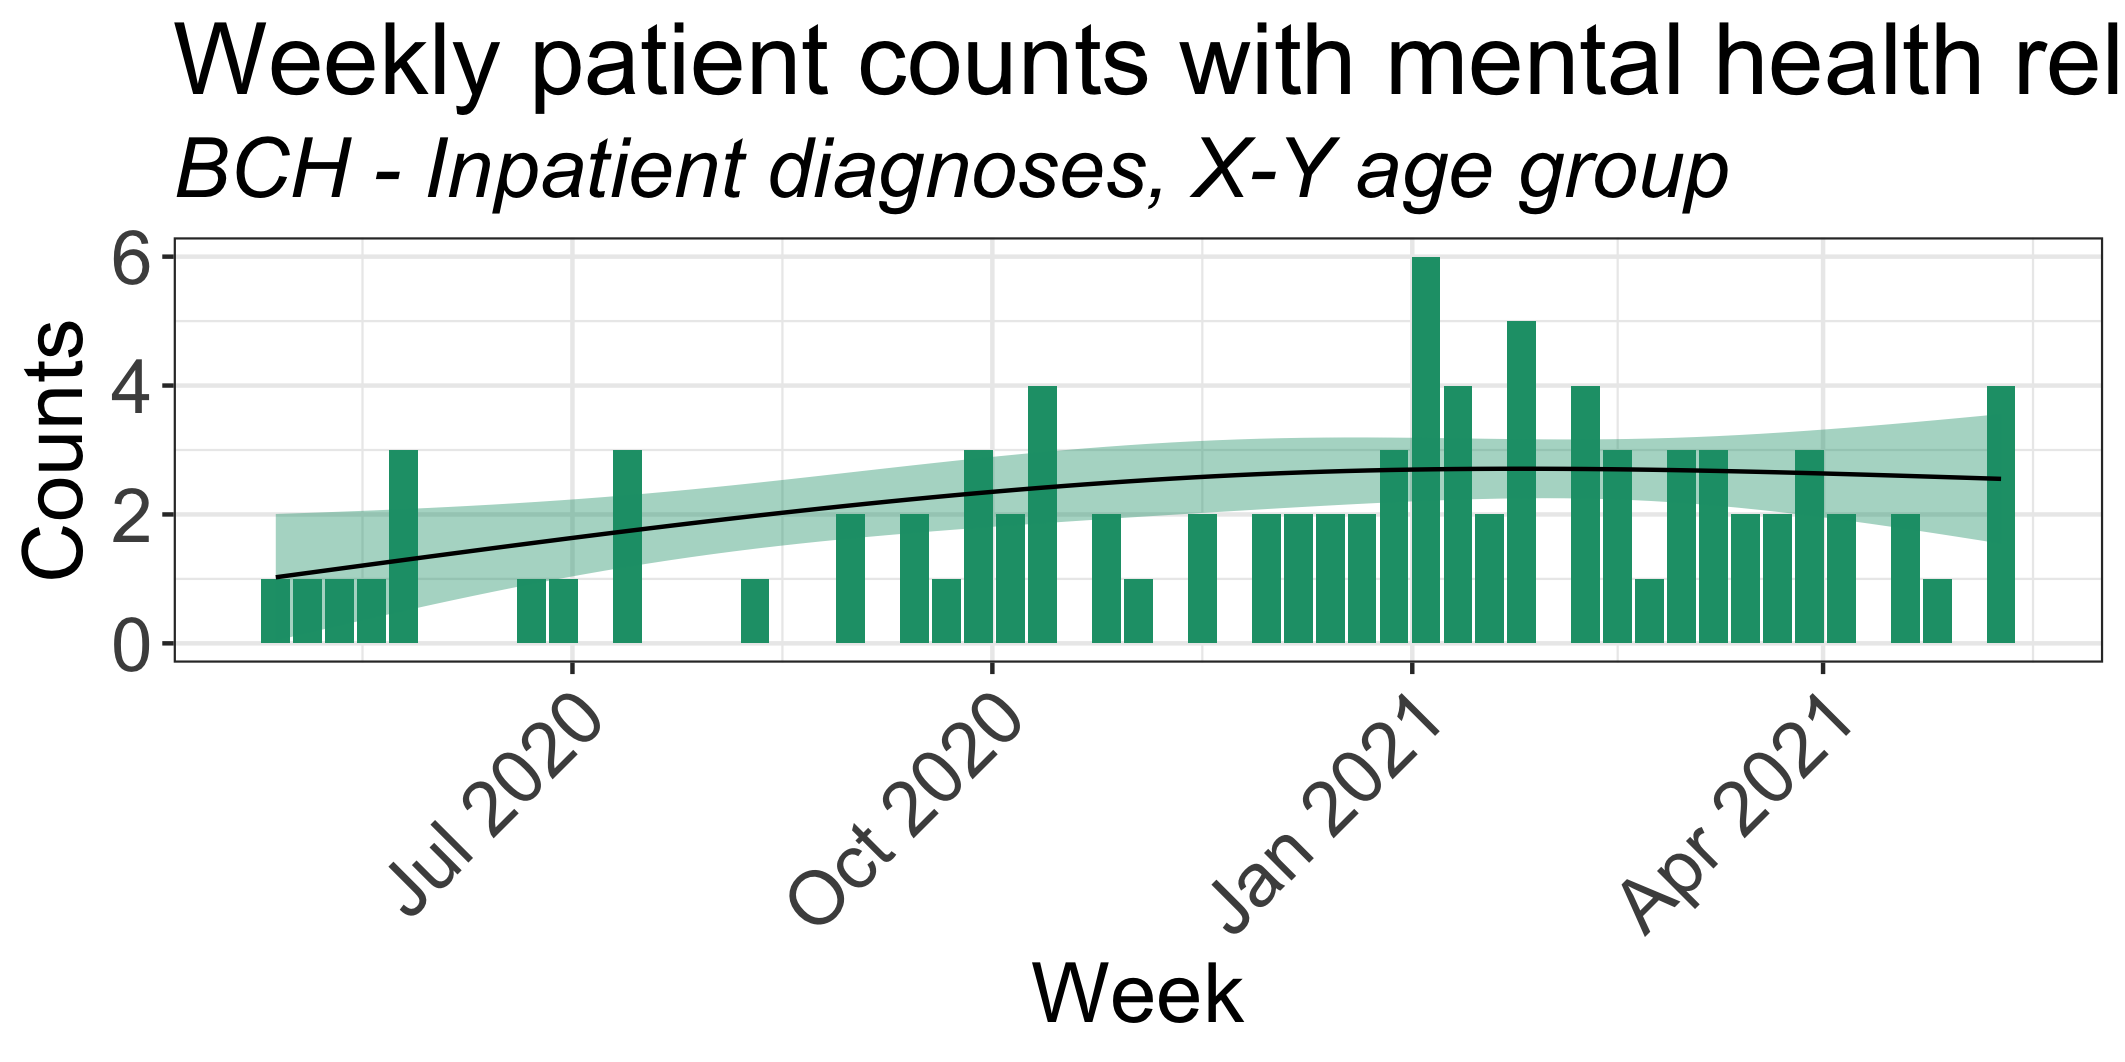 Weekly patient counts with mental health rel
BCH - Inpatient diagnoses, X-Y age group
6
4
2
0
Counts
Jul 2020
Oct 2020
Jan 2021
Apr 2021
Week